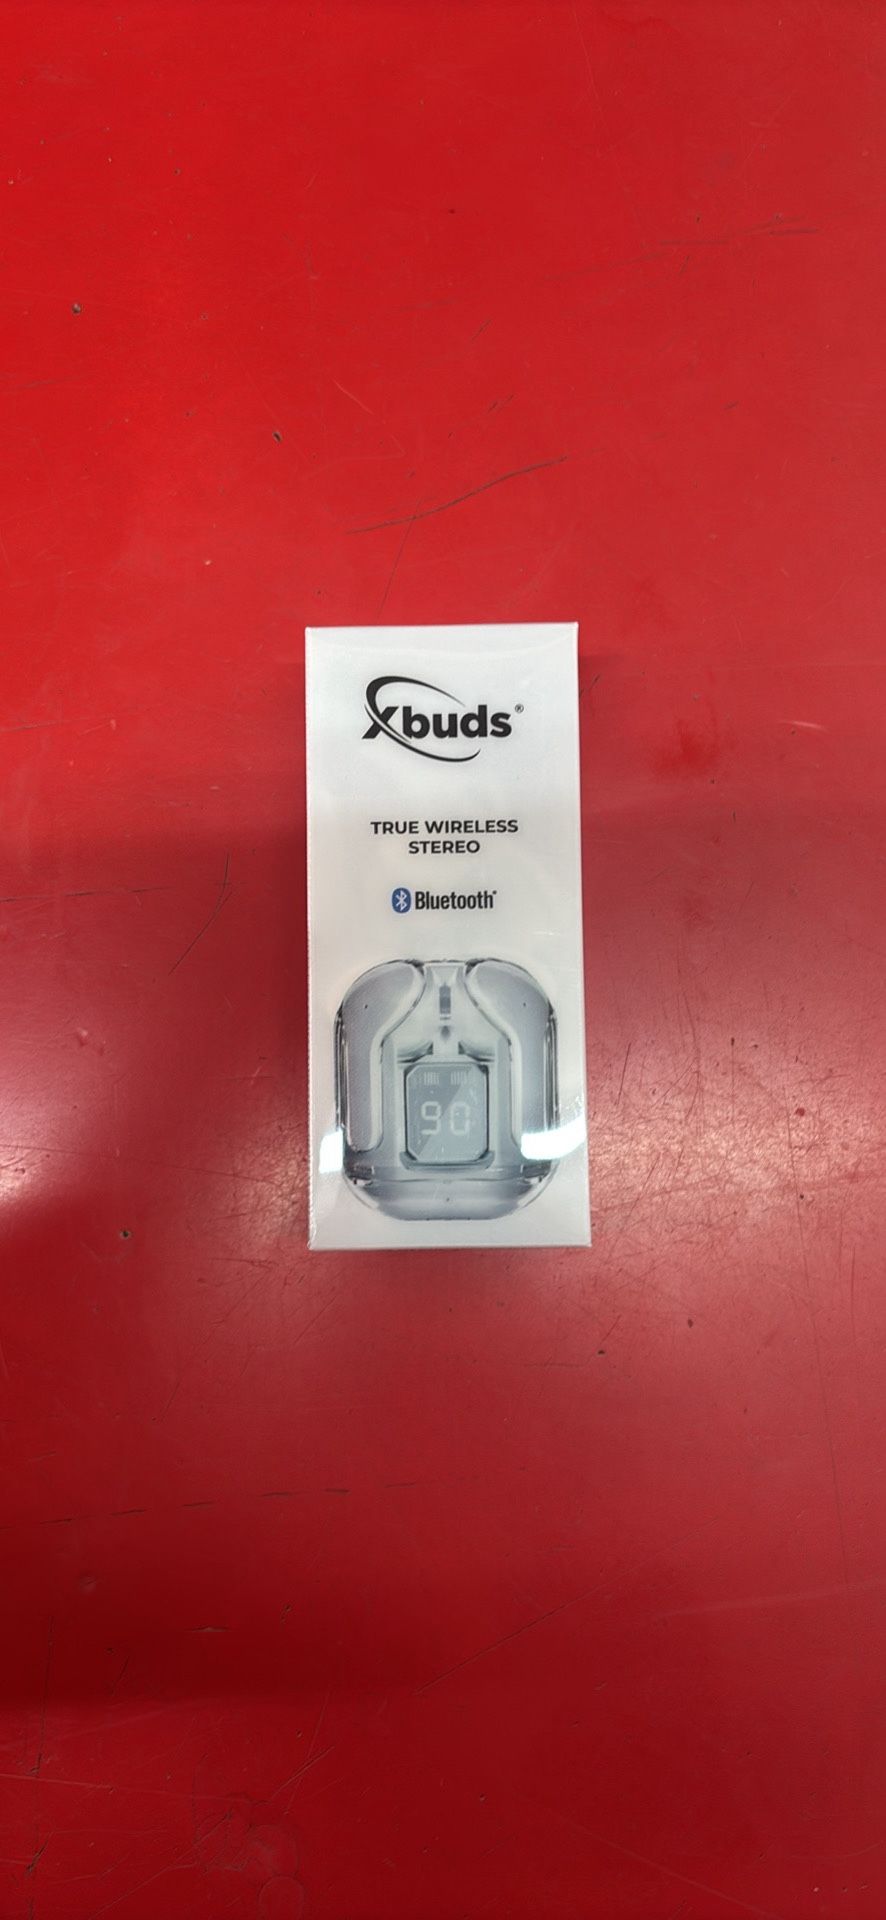 Xbuds®
TRUE WIRELESS
STEREO
Bluetooth®
90